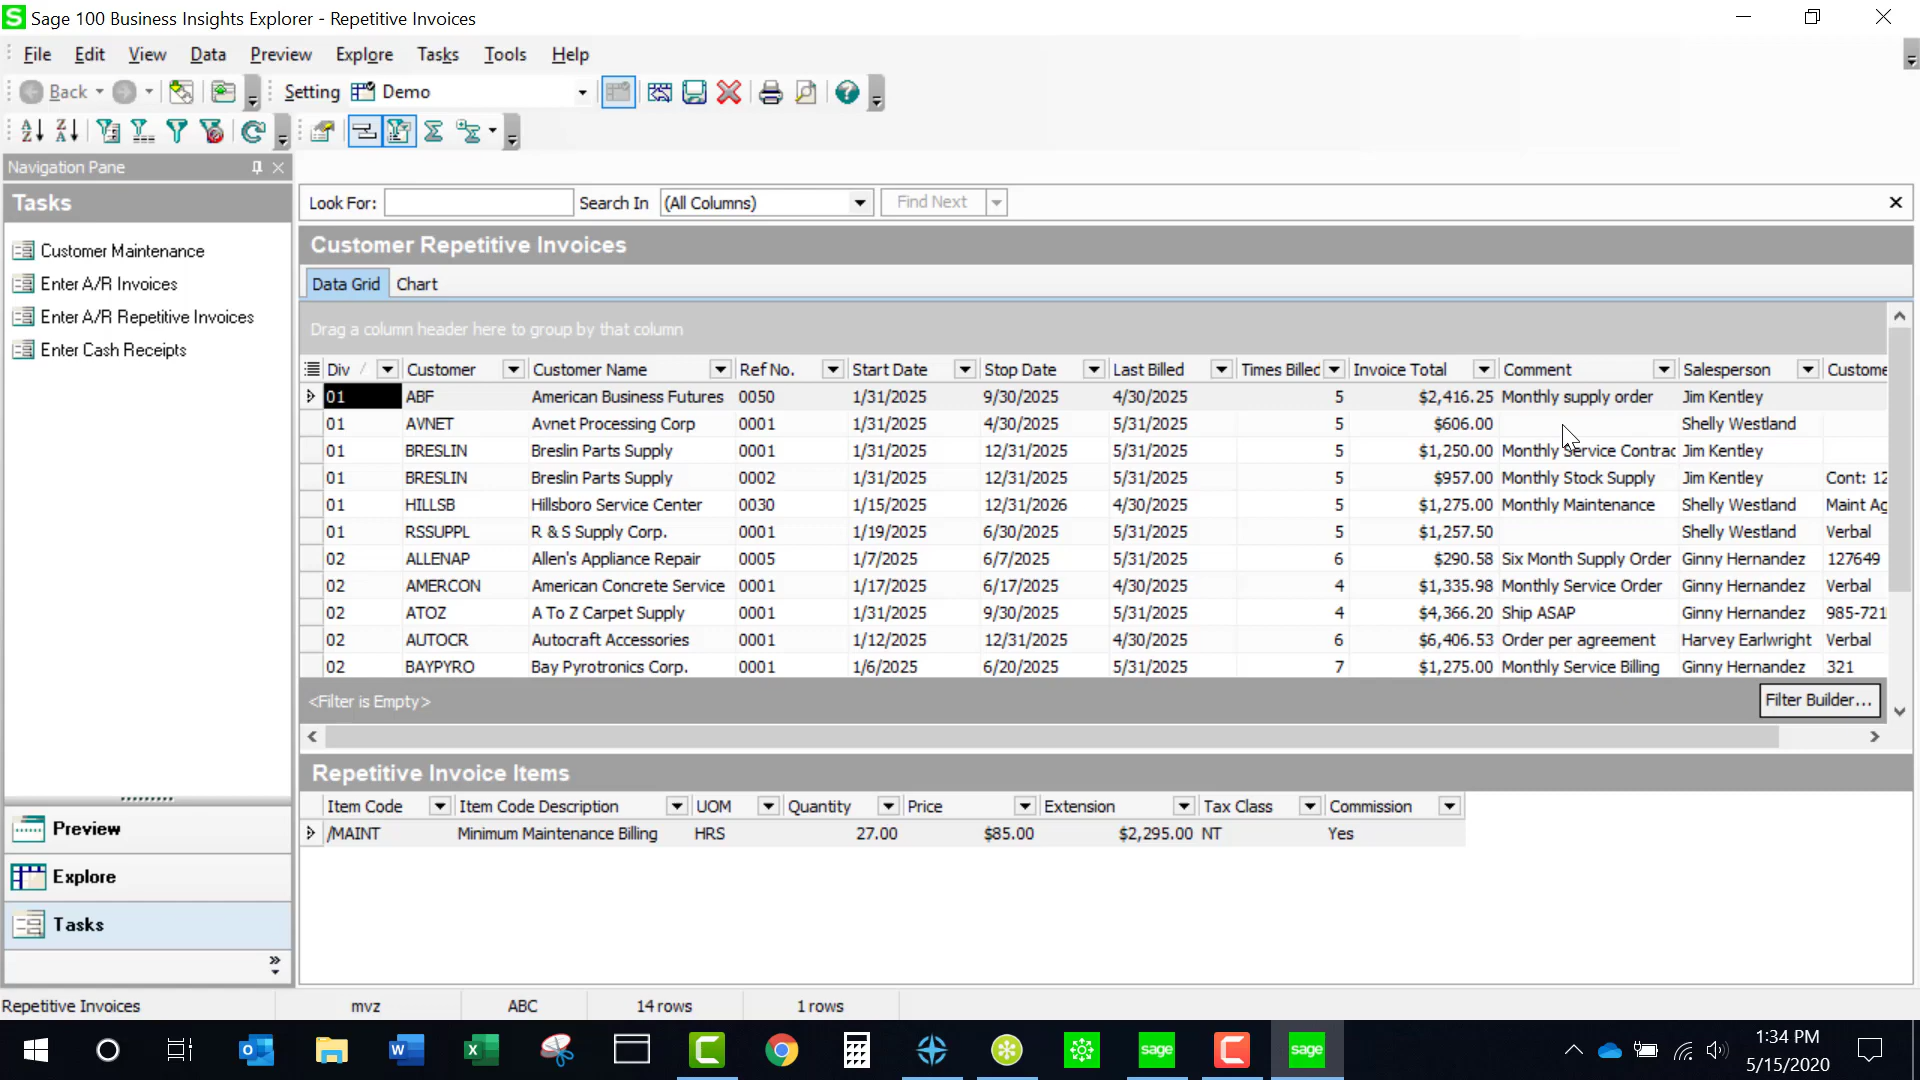 Sage 100 Business Insights Explorer - Repetitive Invoices
File Edit View Data Preview Explore Tasks Tools Help
Back Setting Demo
Navigation Pane
Tasks
Customer Maintenance
Enter A/R Invoices
Enter A/R Repetitive Invoices
Enter Cash Receipts
Look For: Search In (All Columns) Find Next
Customer Repetitive Invoices
Data Grid Chart
Drag a column header here to group by that column
Div Customer Customer Name Ref No. Start Date Stop Date Last Billed Times Billed Invoice Total Comment Salesperson Custome
01 ABF American Business Futures 0050 1/31/2025 9/30/2025 4/30/2025 5 $2,416.25 Monthly supply order Jim Kentley
01 AVNET Avnet Processing Corp 0001 1/31/2025 4/30/2025 5/31/2025 5 $606.00 Shelly Westland
01 BRESLIN Breslin Parts Supply 0001 1/31/2025 12/31/2025 5/31/2025 5 $1,250.00 Monthly Service Contrac Jim Kentley
01 BRESLIN Breslin Parts Supply 0002 1/31/2025 12/31/2025 5/31/2025 5 $957.00 Monthly Stock Supply Jim Kentley Cont: 12
01 HILLSB Hillsboro Service Center 0030 1/15/2025 12/31/2026 4/30/2025 5 $1,275.00 Monthly Maintenance Shelly Westland Maint Ag
01 RSSUPPL R & S Supply Corp. 0001 1/19/2025 6/30/2025 5/31/2025 5 $1,257.50 Shelly Westland Verbal
02 ALLENAP Allen's Appliance Repair 0005 1/7/2025 6/7/2025 5/31/2025 6 $290.58 Six Month Supply Order Ginny Hernandez 127649
02 AMERCON American Concrete Service 0001 1/17/2025 6/17/2025 4/30/2025 4 $1,335.98 Monthly Service Order Ginny Hernandez Verbal
02 ATOZ A To Z Carpet Supply 0001 1/31/2025 9/30/2025 5/31/2025 4 $4,366.20 Ship ASAP Ginny Hernandez 985-721
02 AUTOCR Autocraft Accessories 0001 1/12/2025 12/31/2025 4/30/2025 6 $6,406.53 Order per agreement Harvey Earlwright Verbal
02 BAYPYRO Bay Pyrotronics Corp. 0001 1/6/2025 6/20/2025 5/31/2025 7 $1,275.00 Monthly Service Billing Ginny Hernandez 321
<Filter is Empty> Filter Builder...
Repetitive Invoice Items
Item Code Item Code Description UOM Quantity Price Extension Tax Class Commission
/MAINT Minimum Maintenance Billing HRS 27.00 $85.00 $2,295.00 NT Yes
Preview
Explore
Tasks
Repetitive Invoices mvz ABC 14 rows 1 rows
sage sage
1:34 PM
5/15/2020